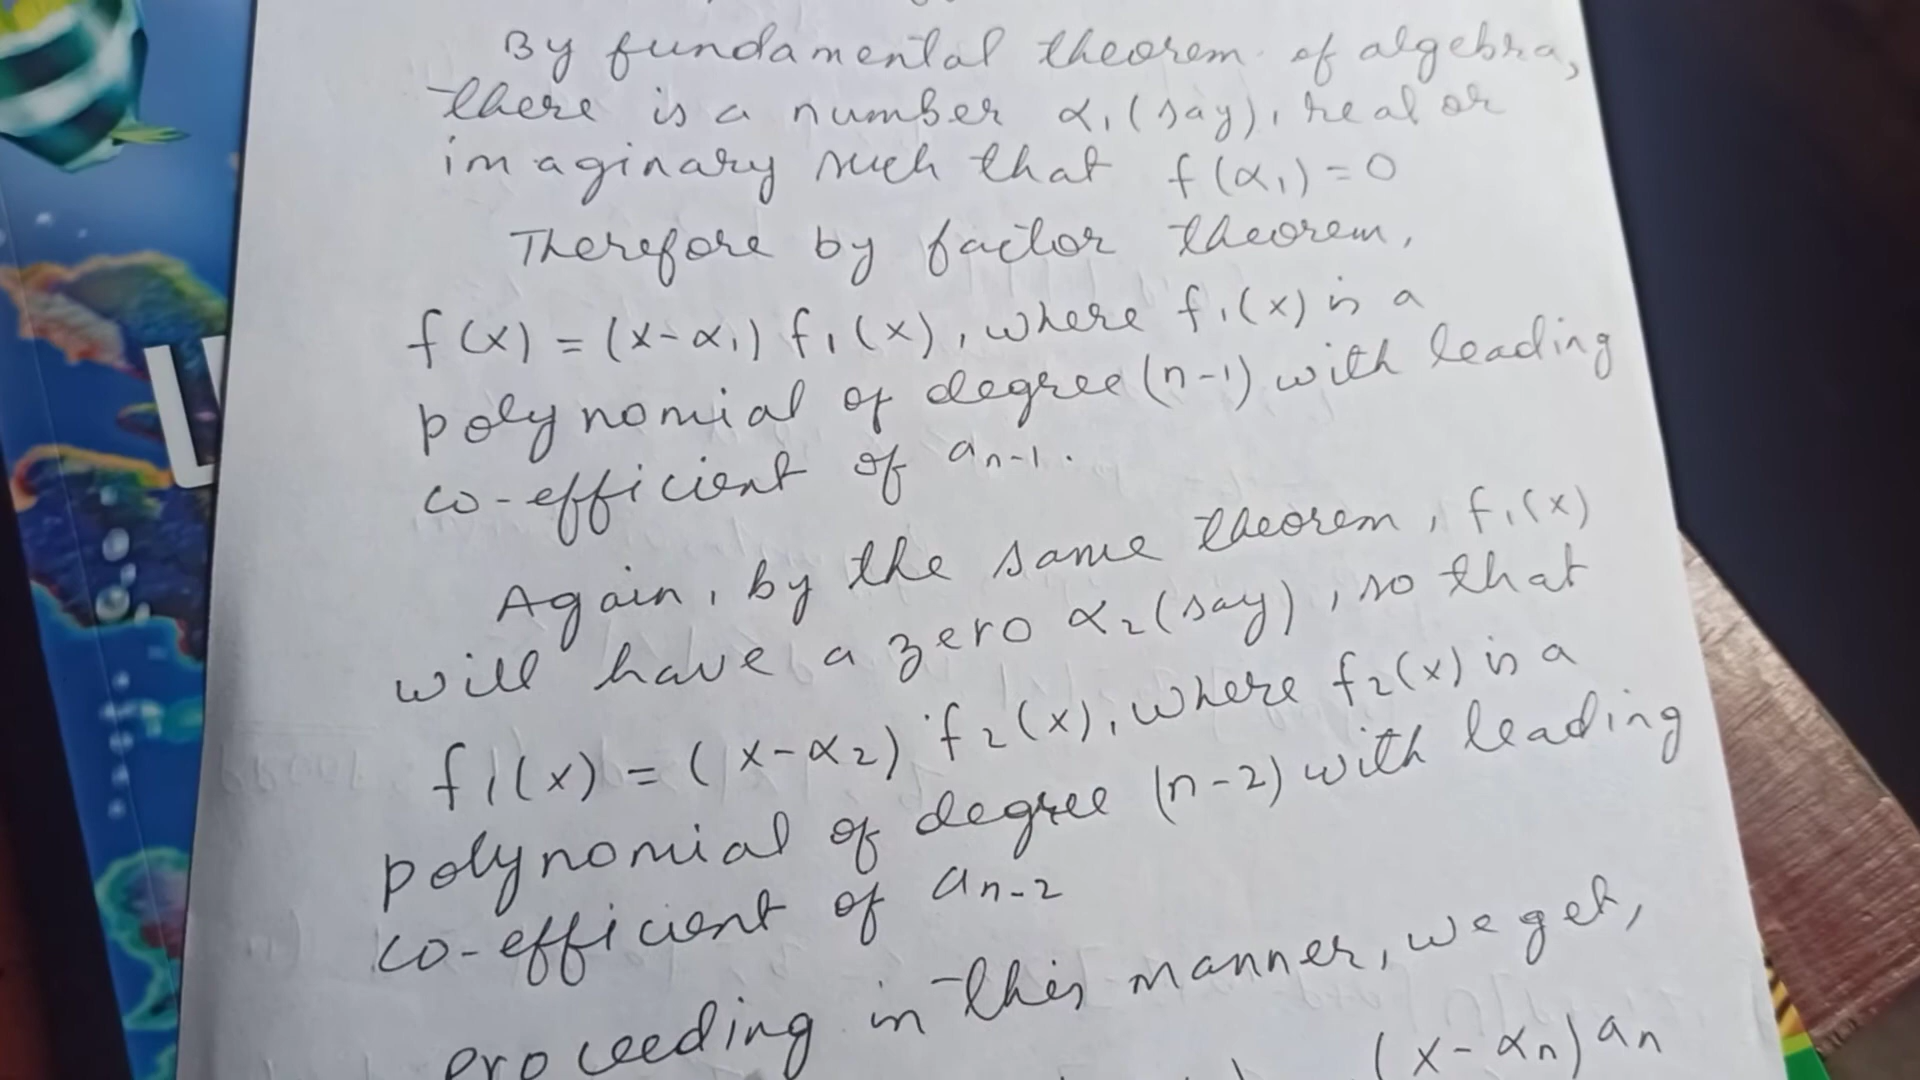 By fundamental theorem of algebra,
there is a number α₁(say), real or
imaginary such that f(α₁)=0
Therefore by factor theorem,
f(x) = (x-α₁) f₁(x), where f₁(x) is a
polynomial of degree (n-1) with leading
co-efficient of aₙ₋₁.
Again, by the same theorem, f₁(x)
will have a zero α₂(say), so that
f₁(x) = (x-α₂) f₂(x), where f₂(x) is a
polynomial of degree (n-2) with leading
co-efficient of aₙ₋₂
Proceeding in this manner, we get,
(x-αₙ)aₙ